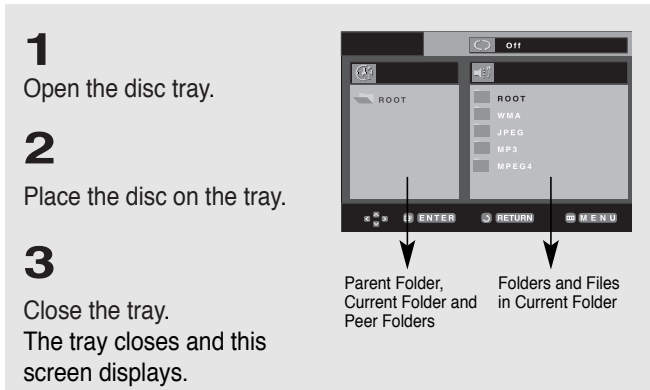 1
Open the disc tray.
2
Place the disc on the tray.
3
Close the tray.
The tray closes and this
screen displays.
Off
ROOT
ROOT
WMA
JPEG
MP3
MPEG4
ENTER RETURN MENU
Parent Folder,
Current Folder and
Peer Folders
Folders and Files
in Current Folder